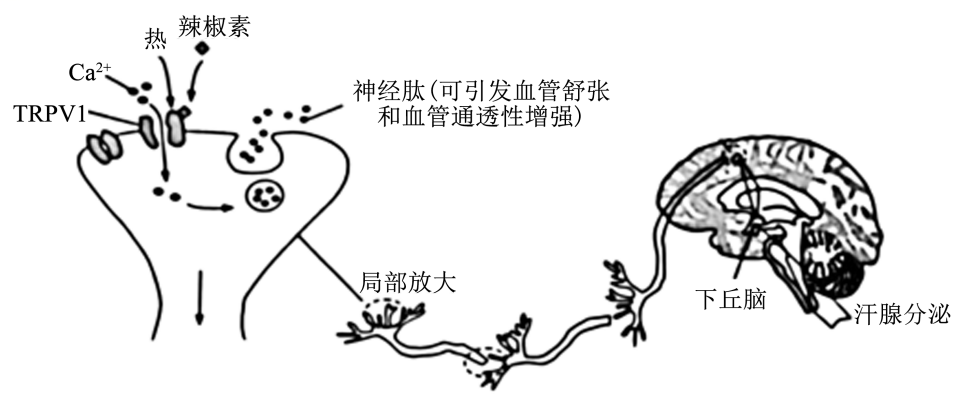 辣椒素
热
Ca²⁺
TRPV1
神经肽(可引发血管舒张
和血管通透性增强)
局部放大
下丘脑
汗腺分泌